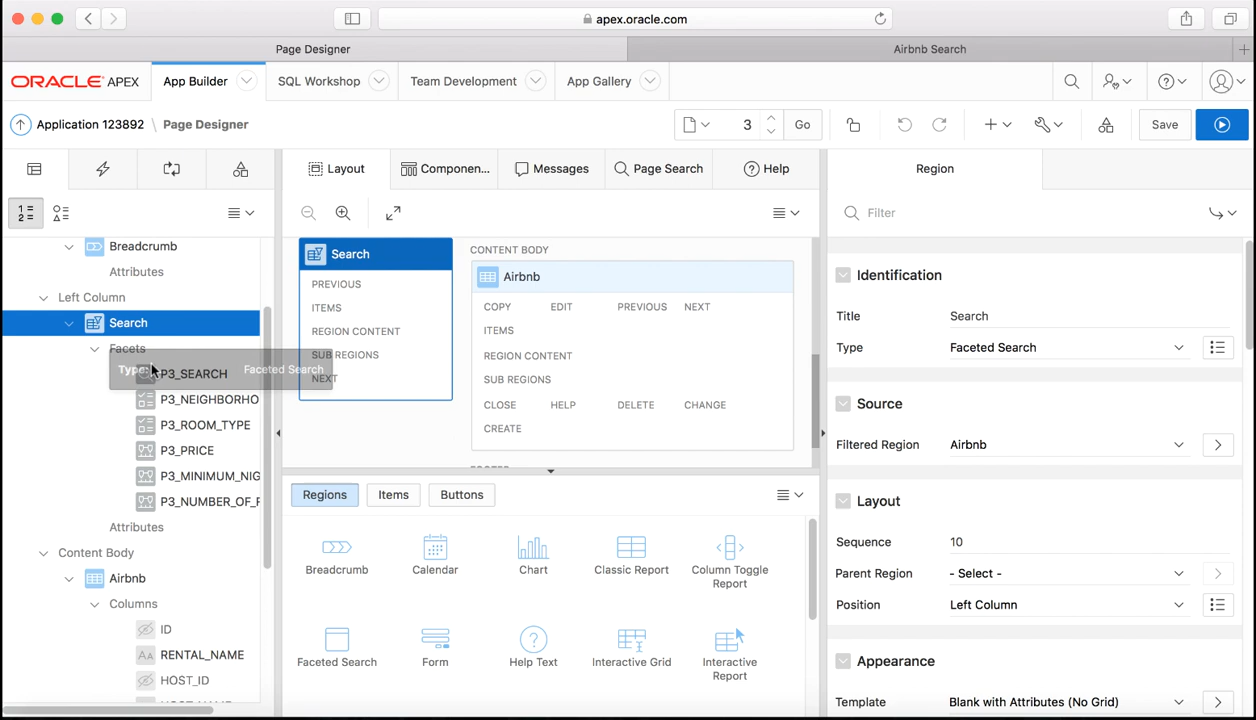 apex.oracle.com
Page Designer
Airbnb Search
ORACLE APEX
App Builder
SQL Workshop
Team Development
App Gallery
Application 123892 \ Page Designer
3
Go
Save
Layout
Componen...
Messages
Page Search
Help
Region
Filter
Breadcrumb
Attributes
Left Column
Search
Facets
Type: Faceted Search
P3_SEARCH
P3_NEIGHBORHO
P3_ROOM_TYPE
P3_PRICE
P3_MINIMUM_NIG
P3_NUMBER_OF_F
Attributes
Content Body
Airbnb
Columns
ID
AA RENTAL_NAME
HOST_ID
Search
PREVIOUS
ITEMS
REGION CONTENT
SUB REGIONS
NEXT
CONTENT BODY
Airbnb
COPY EDIT PREVIOUS NEXT
ITEMS
REGION CONTENT
SUB REGIONS
CLOSE HELP DELETE CHANGE
CREATE
Regions Items Buttons
Breadcrumb
Calendar
Chart
Classic Report
Column Toggle
Report
Faceted Search
Form
Help Text
Interactive Grid
Interactive
Report
Identification
Title Search
Type Faceted Search
Source
Filtered Region Airbnb
Layout
Sequence 10
Parent Region - Select -
Position Left Column
Appearance
Template Blank with Attributes (No Grid)